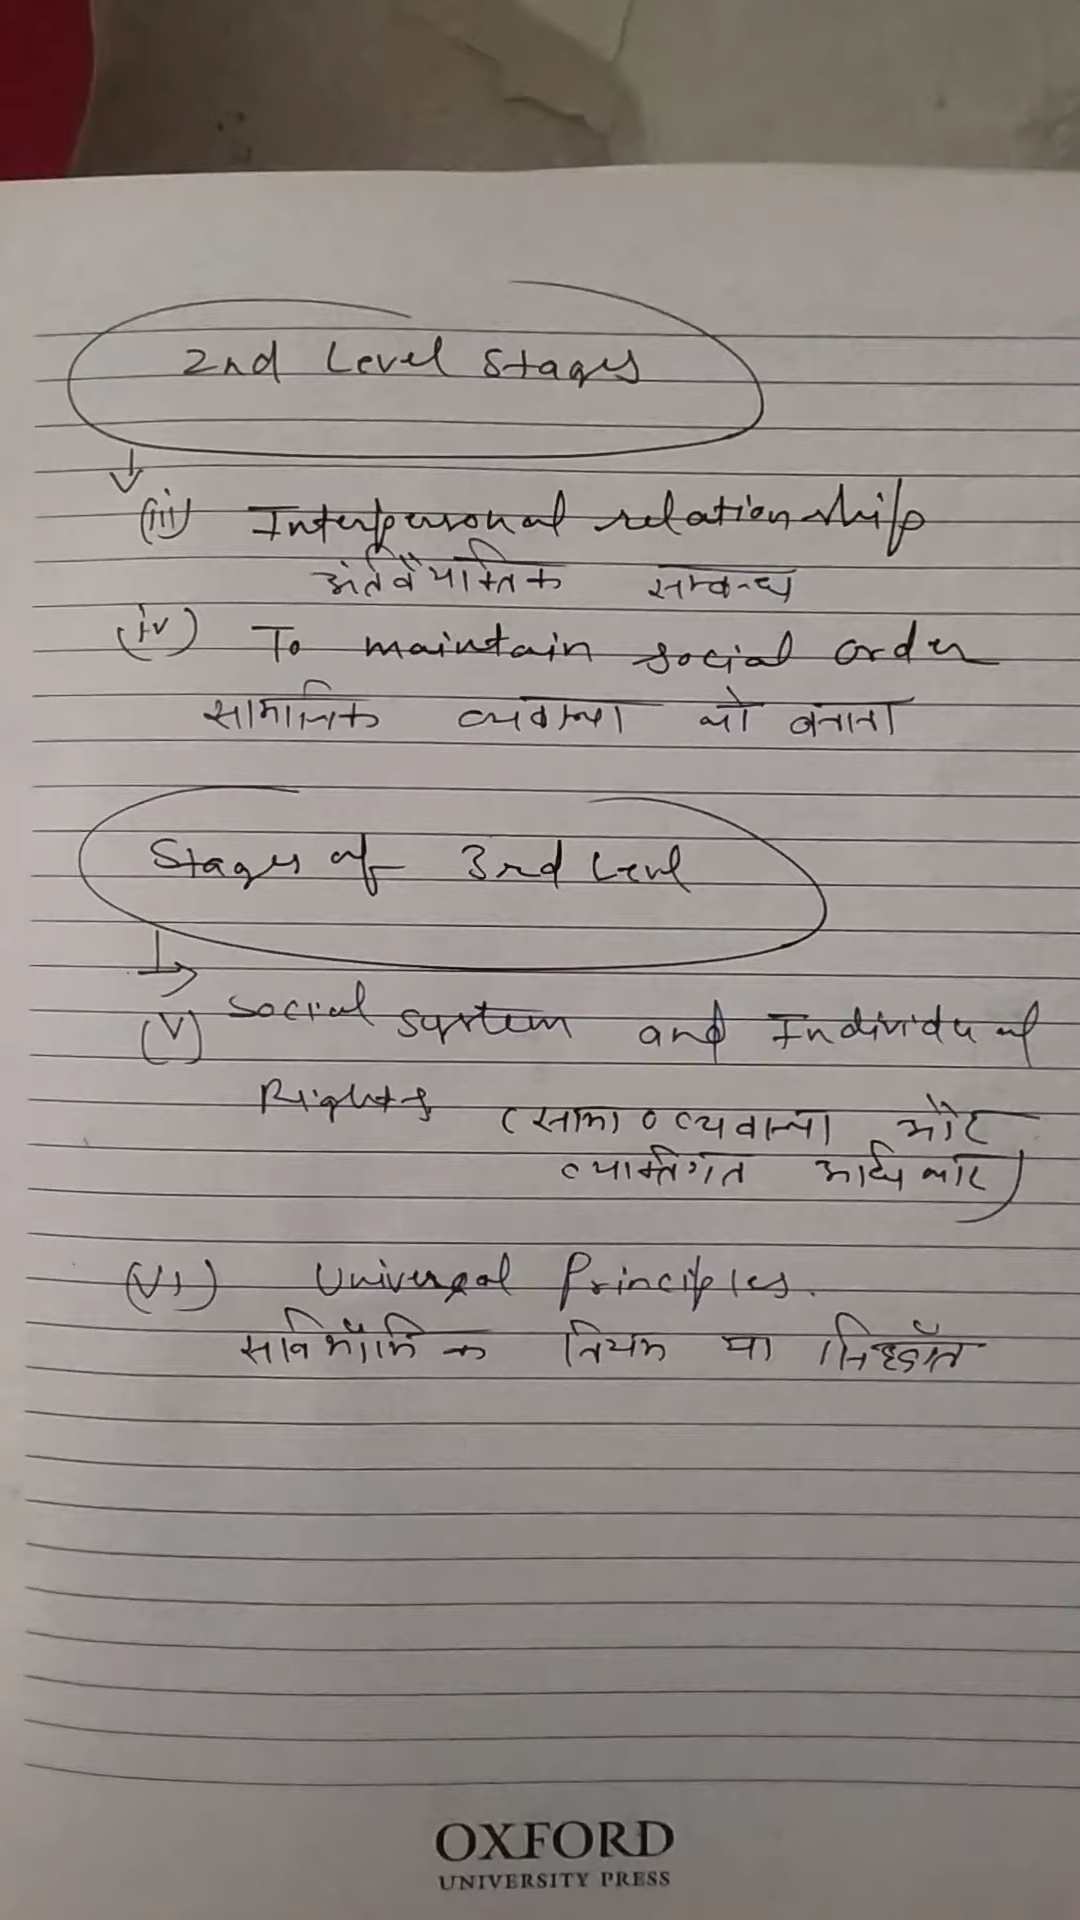 2nd Level Stages
(iii) Interpersonal relationship
अंर्तवैयक्तिक सम्बन्ध
(iv) To maintain social order
सामाजिक व्यवस्था को बनाना
Stages of 3rd Level
(v) Social system and Individual
Rights (सामा० व्यवस्था और
व्यक्तिगत अधिकार)
(vi) Universal Principles.
नियम या सिद्धाँत
OXFORD
UNIVERSITY PRESS